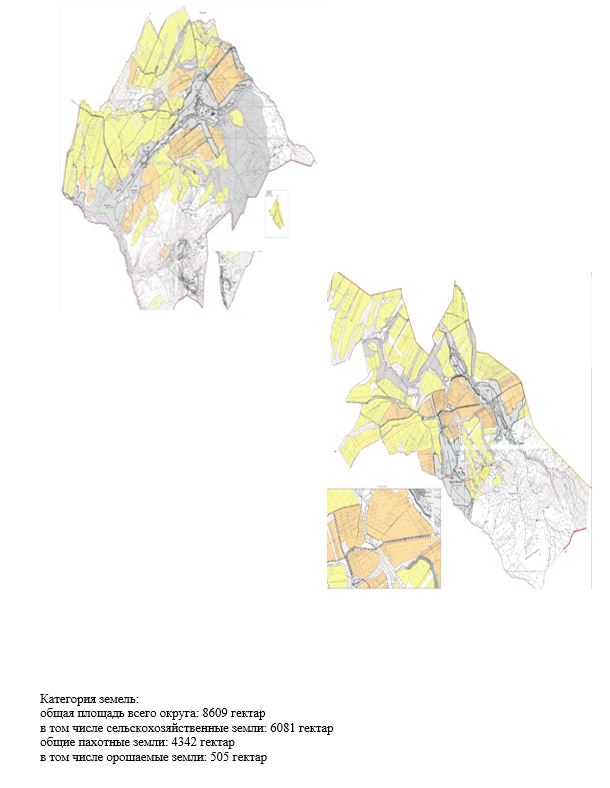 Категория земель:
общая площадь всего округа: 8609 гектар
в том числе сельскохозяйственные земли: 6081 гектар
общие пахотные земли: 4342 гектар
в том числе орошаемые земли: 505 гектар